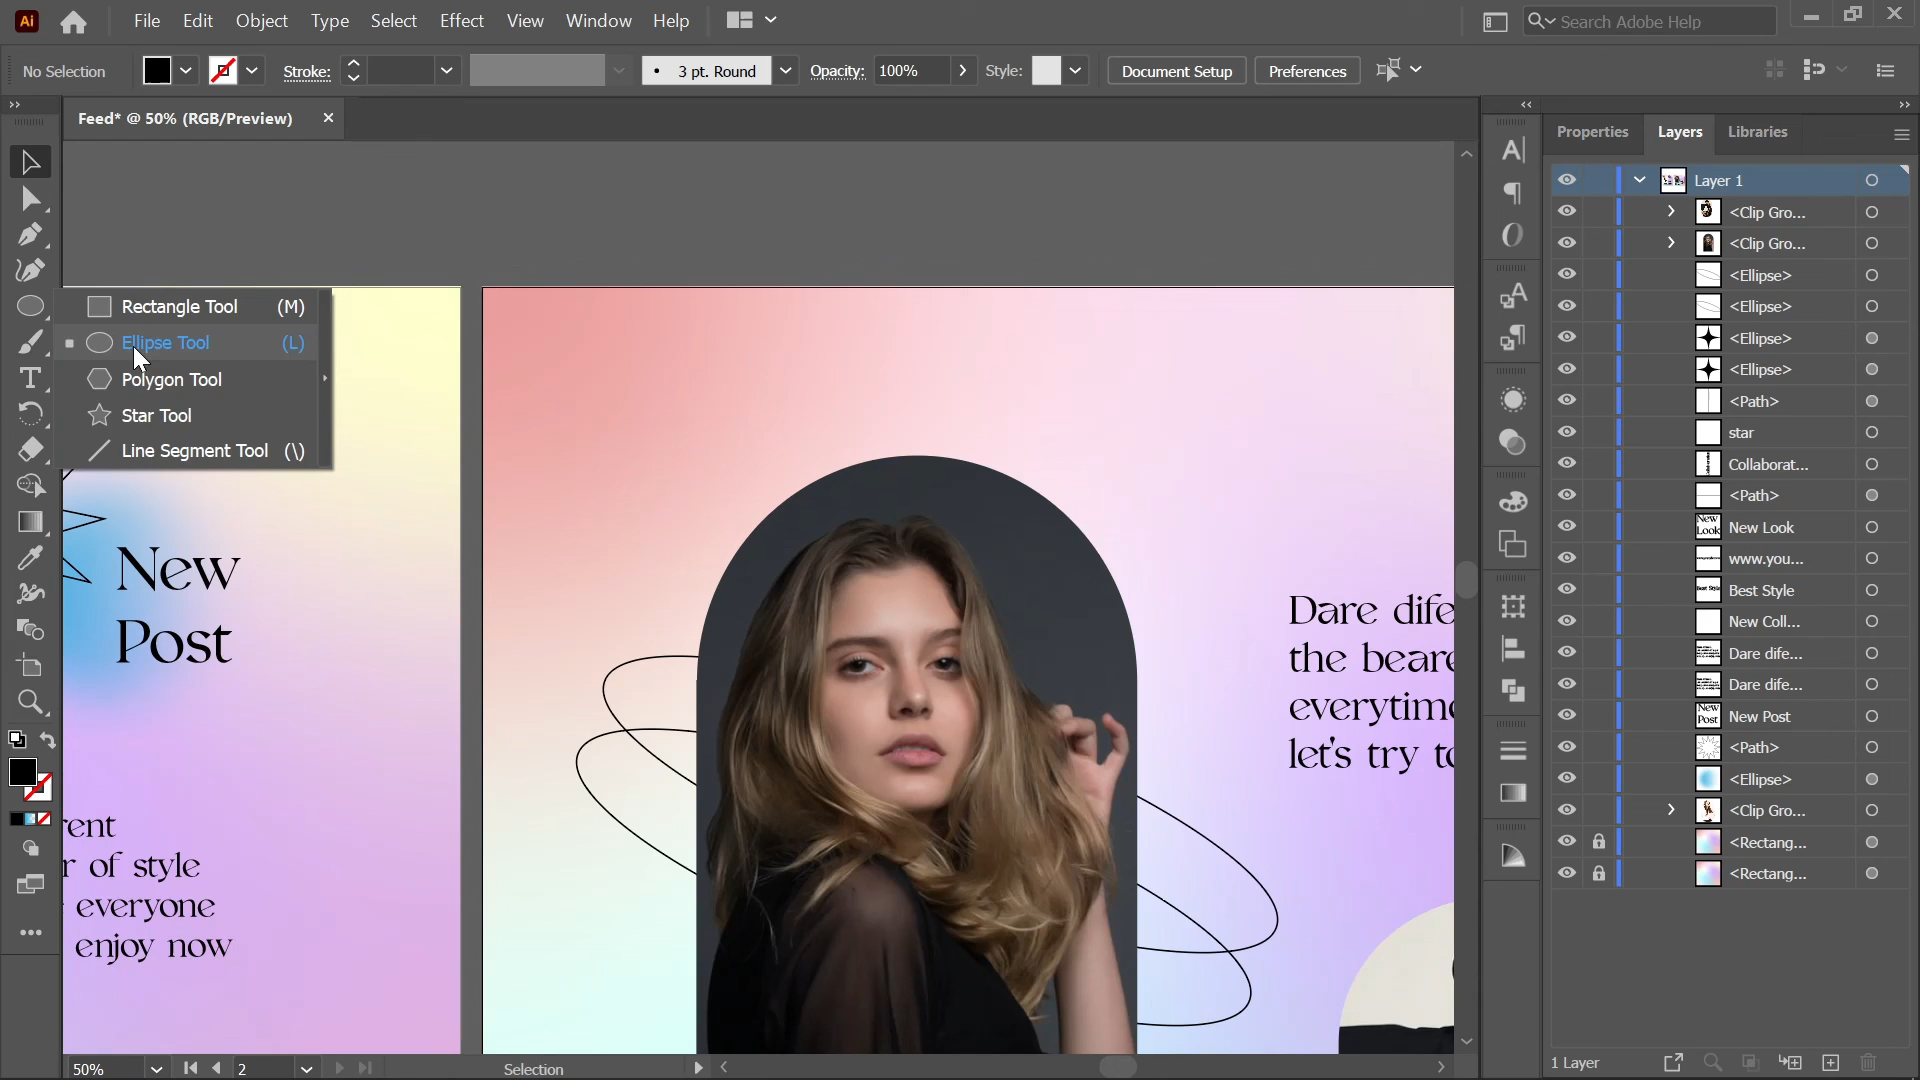 Ai File Edit Object Type Select Effect View Window Help Search Adobe Help
No Selection Stroke: 3 pt. Round Opacity: 100% Style: Document Setup Preferences
Feed* @ 50% (RGB/Preview)
Properties Layers Libraries
Rectangle Tool (M)
Ellipse Tool (L)
Polygon Tool
Star Tool
Line Segment Tool (\)
New
Post
rent
r of style
everyone
enjoy now
Dare dife
the beare
everytime
let's try to
Layer 1
<Clip Gro...
<Clip Gro...
<Ellipse>
<Ellipse>
<Ellipse>
<Ellipse>
<Path>
star
Collaborat...
<Path>
New Look
www.you...
Best Style
New Coll...
Dare dife...
Dare dife...
New Post
<Path>
<Ellipse>
<Clip Gro...
<Rectang...
<Rectang...
50% 2 Selection
1 Layer